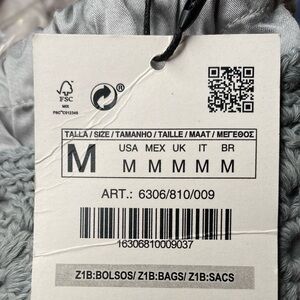 FSC
MIX
TALLA / SIZE / TAMANHO / TAILLE / MAAT / ΜΕΓΕΘΟΣ
M
USA MEX UK IT BR
M M M M M
ART.: 6306/810/009
16306810009037
Z1B:BOLSOS/ Z1B:BAGS/ Z1B:SACS